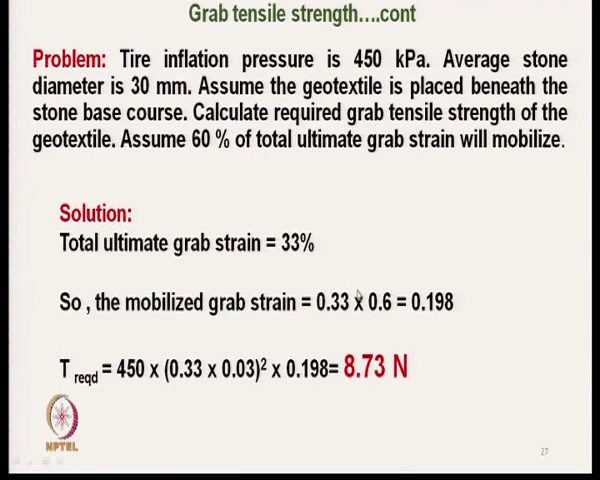 Grab tensile strength….cont
Problem: Tire inflation pressure is 450 kPa. Average stone
diameter is 30 mm. Assume the geotextile is placed beneath the
stone base course. Calculate required grab tensile strength of the
geotextile. Assume 60 % of total ultimate grab strain will mobilize.
Solution:
Total ultimate grab strain = 33%
So , the mobilized grab strain = 0.33 x 0.6 = 0.198
T reqd = 450 x (0.33 x 0.03)² x 0.198= 8.73 N
NPTEL
27